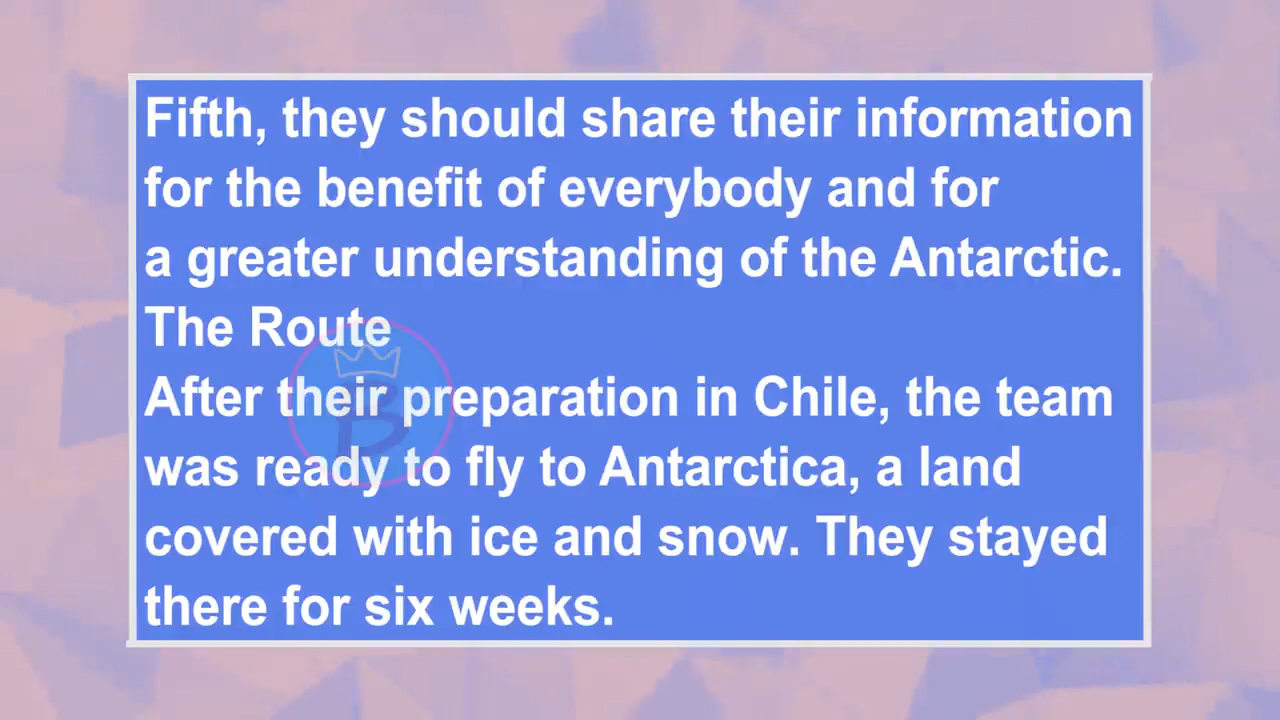 Fifth, they should share their information
for the benefit of everybody and for
a greater understanding of the Antarctic.
The Route
After their preparation in Chile, the team
was ready to fly to Antarctica, a land
covered with ice and snow. They stayed
there for six weeks.
B